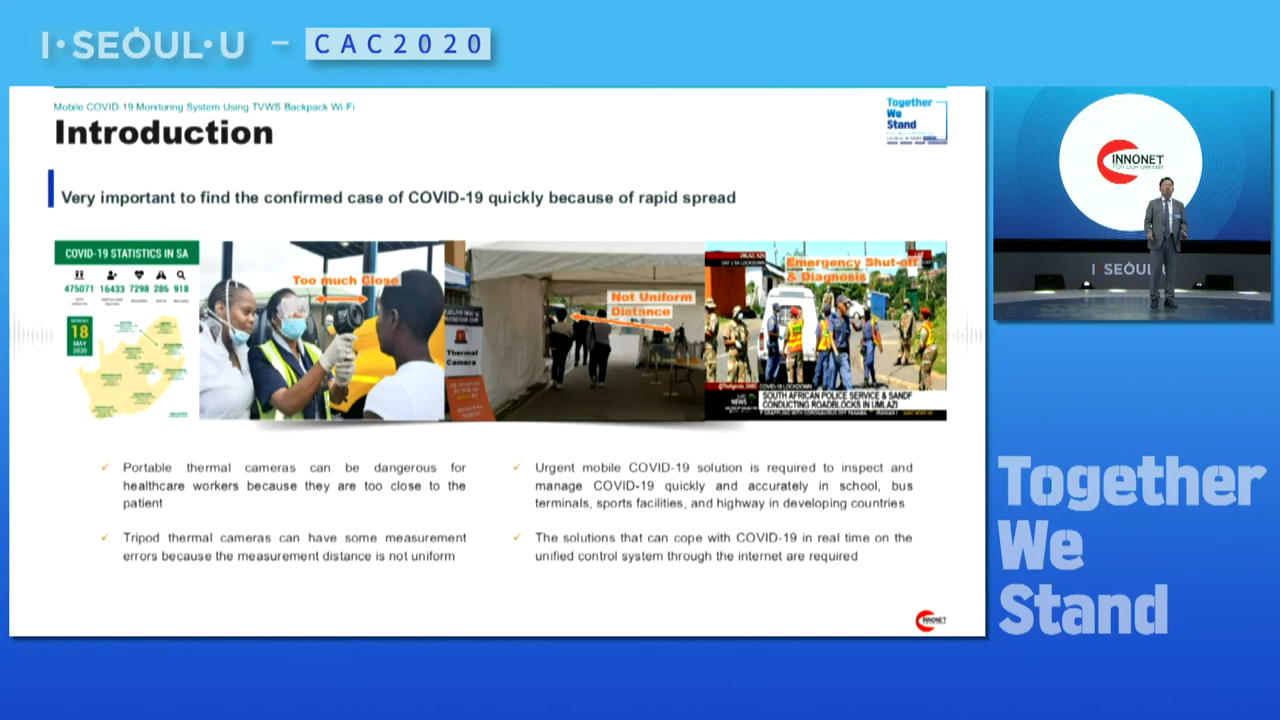 I·SEOUL·U – CAC2020
Mobile COVID-19 Monitoring System Using TVWS Backpack Wi-Fi
Introduction
Together
We
Stand
Very important to find the confirmed case of COVID-19 quickly because of rapid spread
COVID-19 STATISTICS IN SA
475071 16433 7298 286 918
MONDAY
18
MAY
2020
Too much Close
Thermal
Camera
Not Uniform
Distance
Emergency Shut-off
& Diagnosis
COVID-19 LOCKDOWN
NEWS
SOUTH AFRICAN POLICE SERVICE & SANDF
CONDUCTING ROADBLOCKS IN UMLAZI
Portable thermal cameras can be dangerous for
healthcare workers because they are too close to the
patient
Tripod thermal cameras can have some measurement
errors because the measurement distance is not uniform
Urgent mobile COVID-19 solution is required to inspect and
manage COVID-19 quickly and accurately in school, bus
terminals, sports facilities, and highway in developing countries
The solutions that can cope with COVID-19 in real time on the
unified control system through the internet are required
INNONET
INNONET
I·SEOUL·U
Together
We
Stand